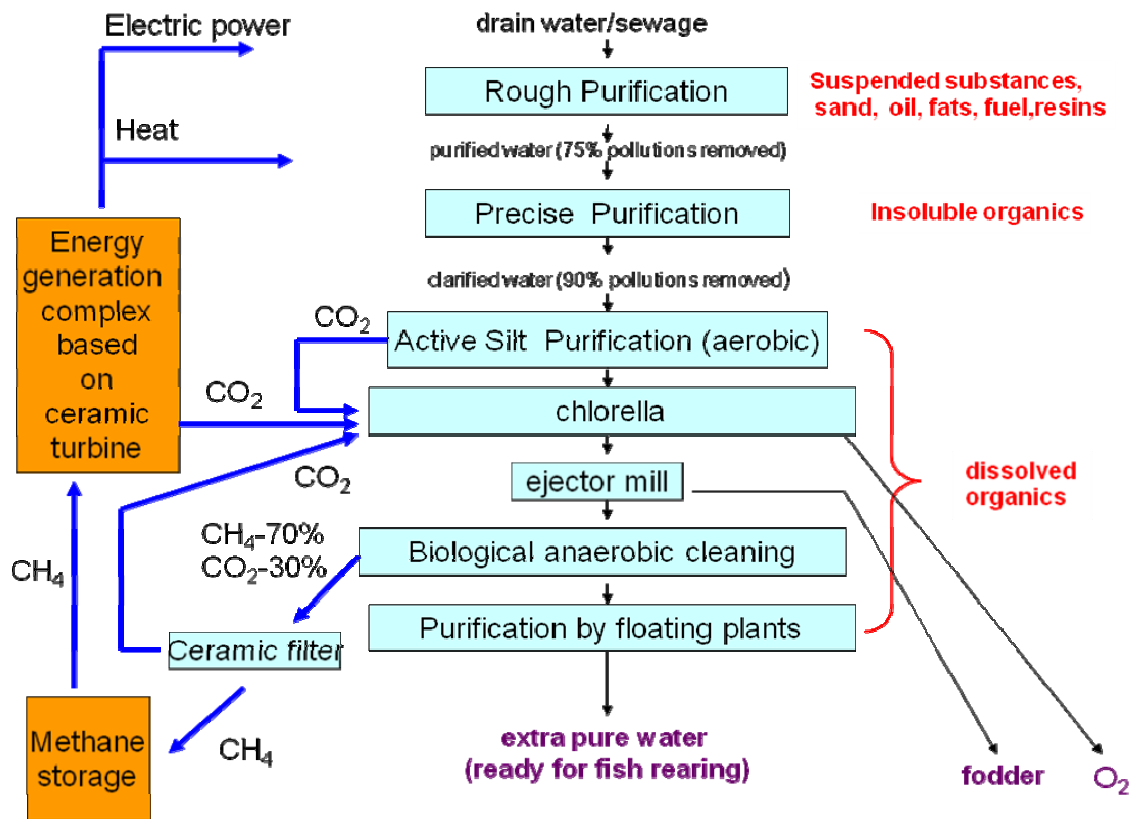 Electric power
drain water/sewage
Rough Purification
Suspended substances,
sand, oil, fats, fuel,resins
Heat
purified water (75% pollutions removed)
Precise Purification
Insoluble organics
Energy
generation
complex
based
on
ceramic
turbine
clarified water (90% pollutions removed)
CO₂
Active Silt Purification (aerobic)
CO₂
chlorella
CO₂
ejector mill
dissolved
organics
CH₄-70%
CO₂-30%
Biological anaerobic cleaning
CH₄
Purification by floating plants
Ceramic filter
Methane
storage
CH₄
extra pure water
(ready for fish rearing)
fodder
O₂